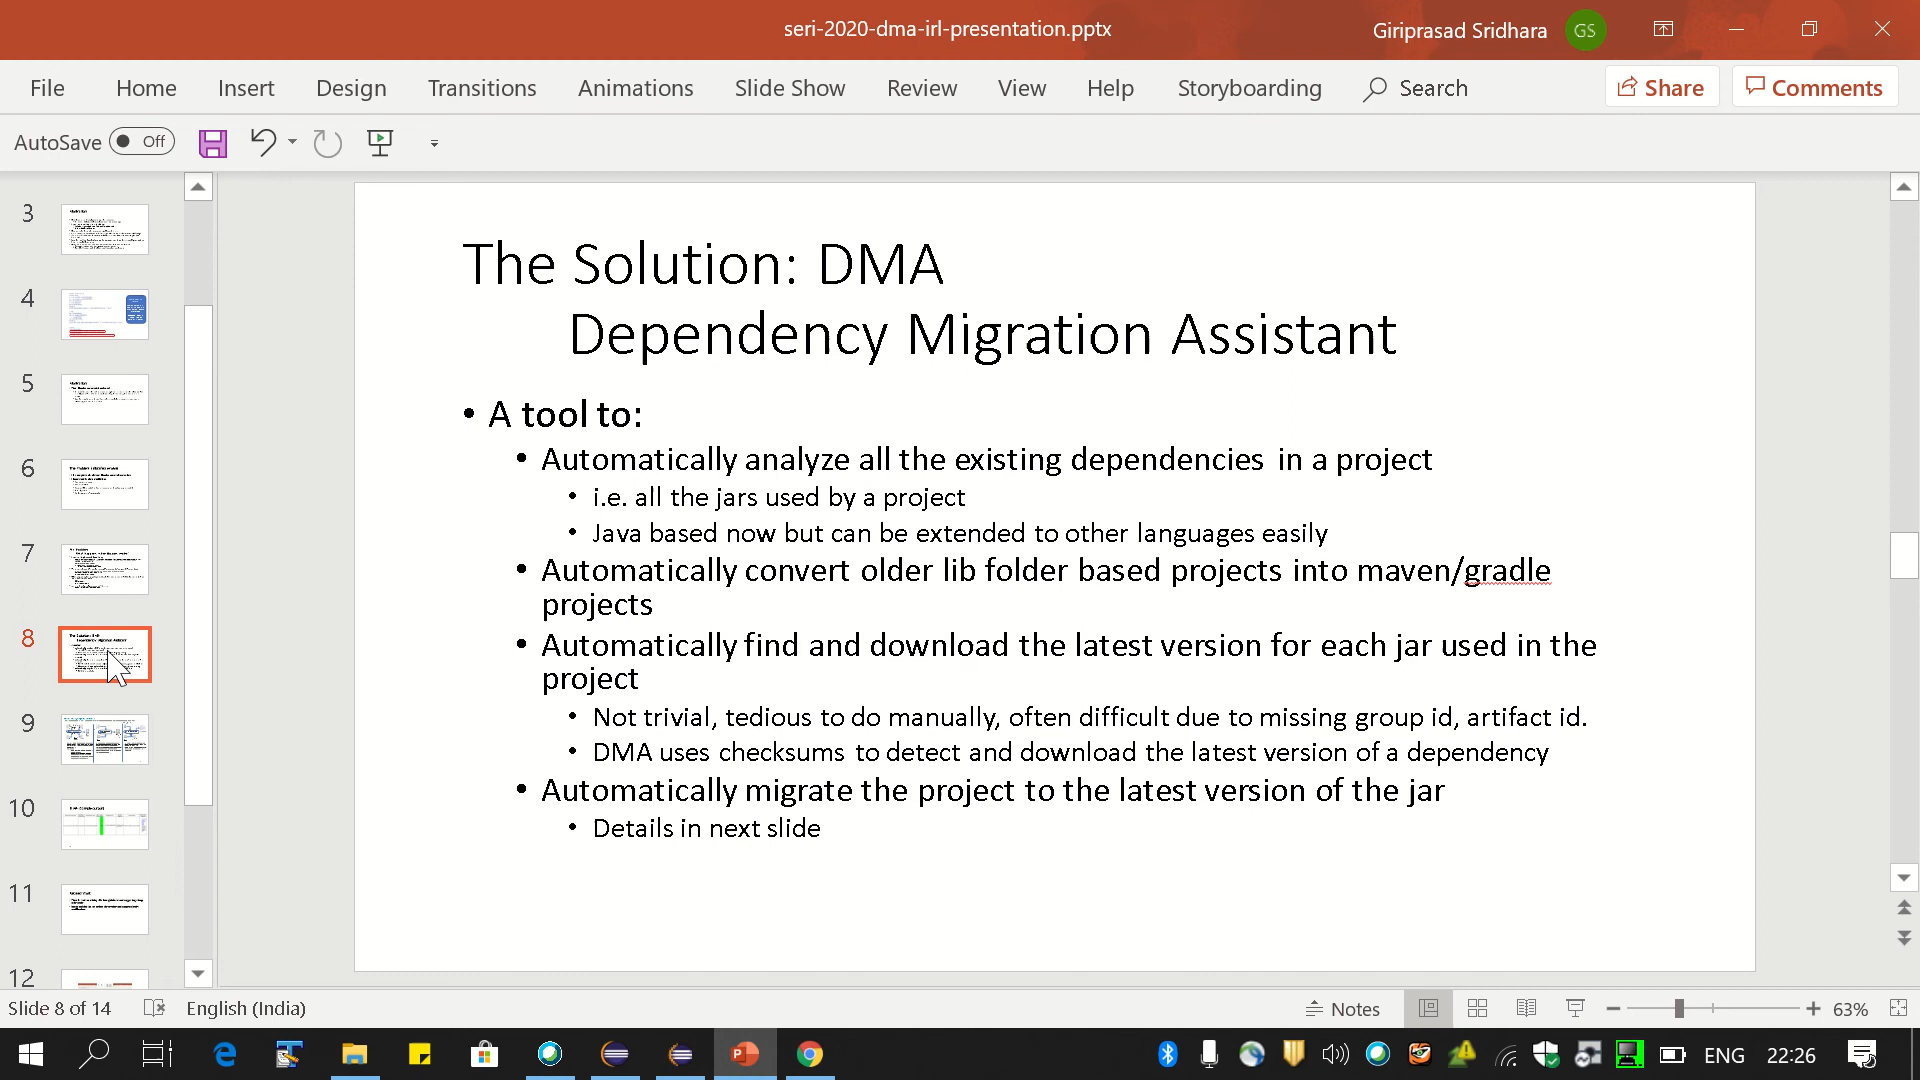 seri-2020-dma-irl-presentation.pptx
Giriprasad Sridhara
GS
File
Home
Insert
Design
Transitions
Animations
Slide Show
Review
View
Help
Storyboarding
Search
Share
Comments
AutoSave
Off
3
4
5
6
7
8
9
10
11
12
The Solution: DMA
Dependency Migration Assistant
• A tool to:
• Automatically analyze all the existing dependencies in a project
• i.e. all the jars used by a project
• Java based now but can be extended to other languages easily
• Automatically convert older lib folder based projects into maven/gradle
projects
• Automatically find and download the latest version for each jar used in the
project
• Not trivial, tedious to do manually, often difficult due to missing group id, artifact id.
• DMA uses checksums to detect and download the latest version of a dependency
• Automatically migrate the project to the latest version of the jar
• Details in next slide
Slide 8 of 14
English (India)
Notes
63%
ENG
22:26